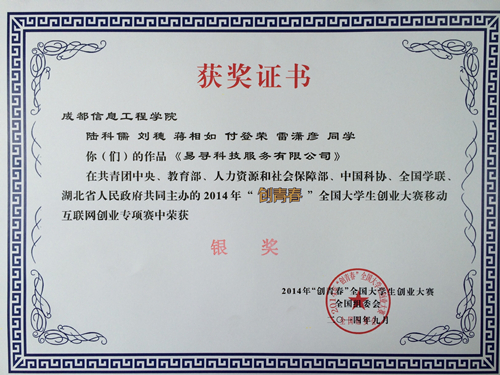 获奖证书
成都信息工程学院
陆科儒 刘穗 蒋相如 付登荣 雷潇彦 同学
你（们）的作品《易寻科技服务有限公司》
在共青团中央、教育部、人力资源和社会保障部、中国科协、全国学联、
湖北省人民政府共同主办的2014年“创青春”全国大学生创业大赛移动
互联网创业专项赛中荣获
银奖
2014年“创青春”全国大学生创业大赛
全国组委会
二〇一四年九月